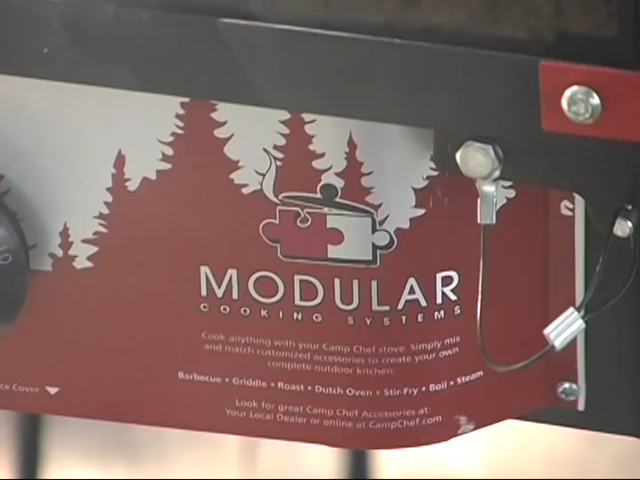 MODULAR
COOKING SYSTEMS
Cook anything with your Camp Chef stove. Simply mix
and match customized accessories to create your own
complete outdoor kitchen.
Barbecue • Griddle • Roast • Dutch Oven • Stir-Fry • Boil • Steam
Look for great Camp Chef Accessories at:
Your Local Dealer or online at CampChef.com
Cover